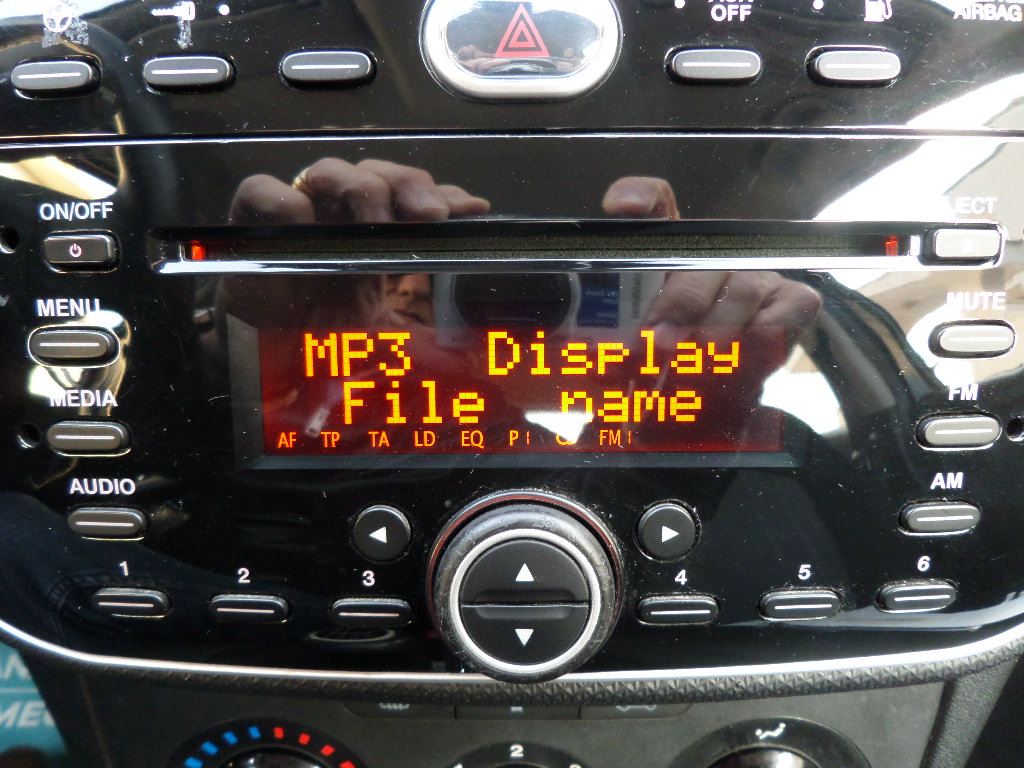 OFF
AIRBAG
ON/OFF
MENU
MUTE
MP3 Display
File name
MEDIA
FM
AF TP TA LD EQ FM
AUDIO
AM
1 2 3 4 5 6
2